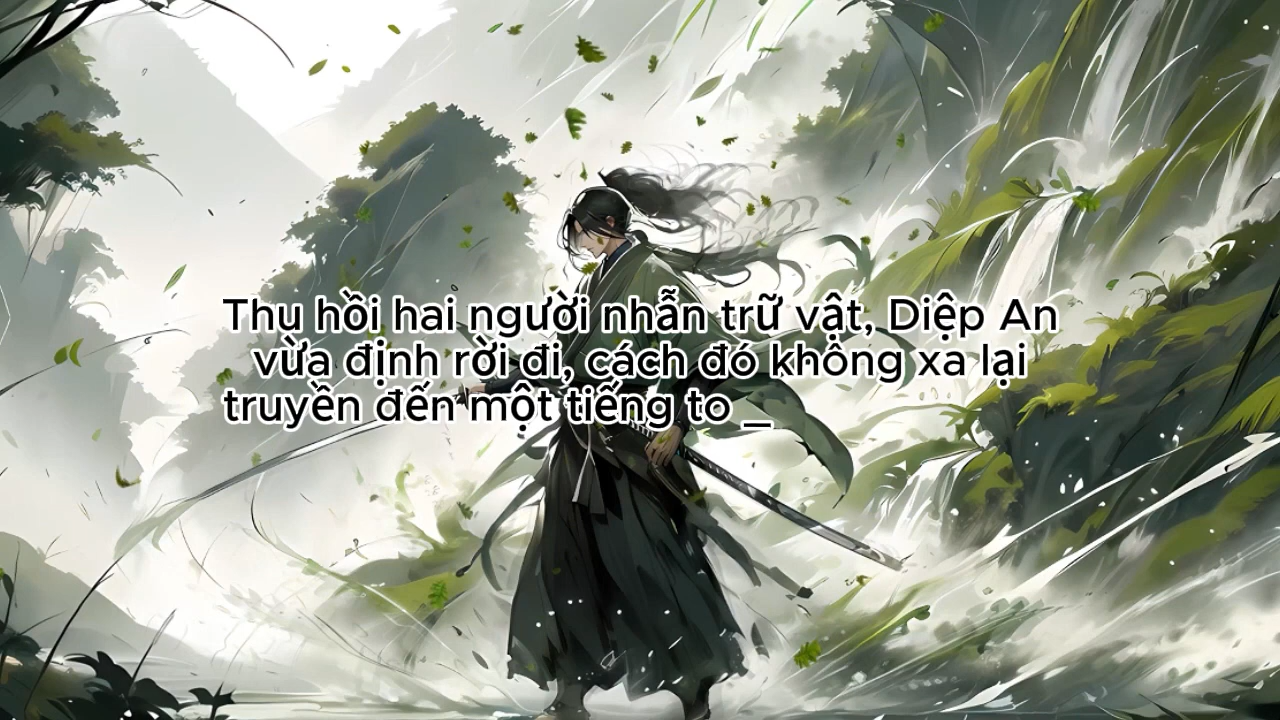 Thu hồi hai người nhẫn trữ vật, Diệp An
vừa định rời đi, cách đó không xa lại
truyền đến một tiếng to _